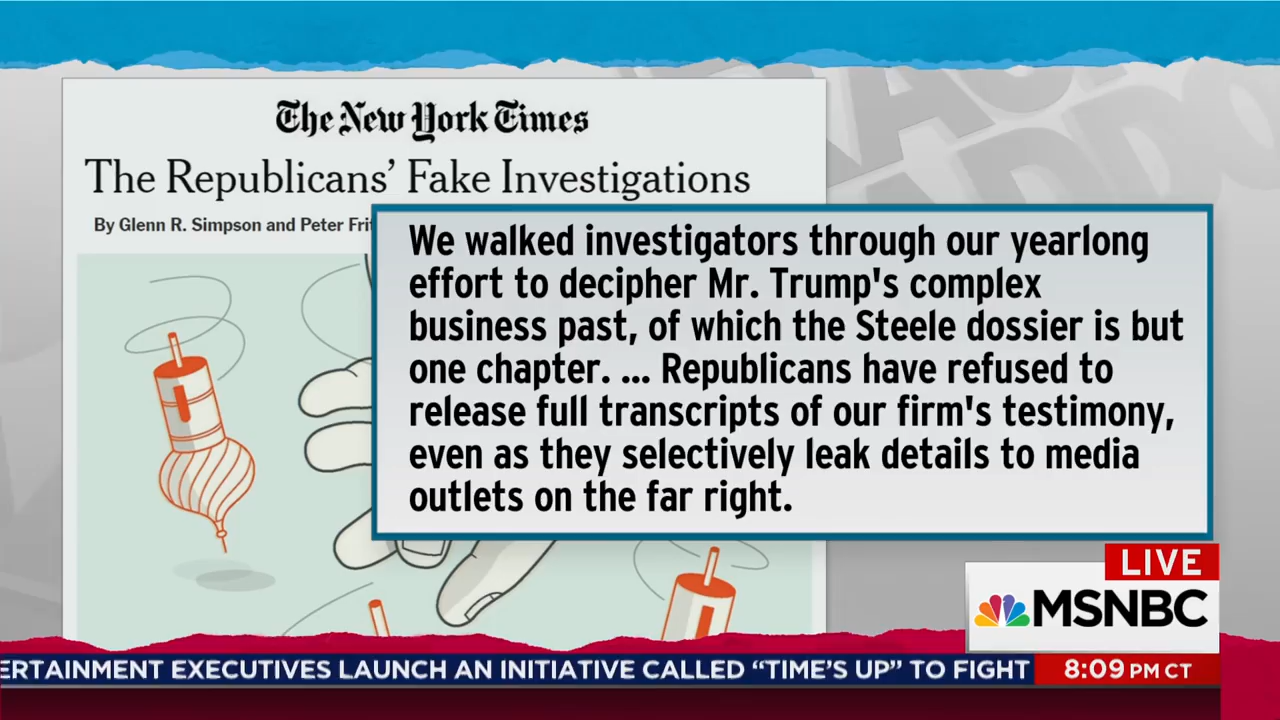 The New York Times
The Republicans' Fake Investigations
By Glenn R. Simpson and Peter
We walked investigators through our yearlong
effort to decipher Mr. Trump's complex
business past, of which the Steele dossier is but
one chapter. ... Republicans have refused to
release full transcripts of our firm's testimony,
even as they selectively leak details to media
outlets on the far right.
LIVE
MSNBC
ERTAINMENT EXECUTIVES LAUNCH AN INITIATIVE CALLED “TIME'S UP” TO FIGHT
8:09 PM CT